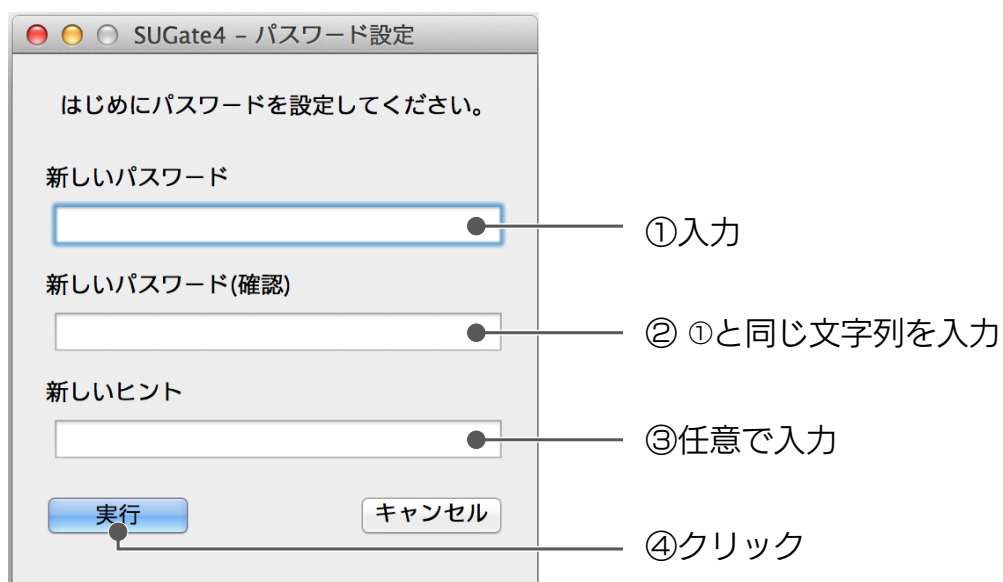 SUGate4 – パスワード設定
はじめにパスワードを設定してください。
新しいパスワード
①入力
新しいパスワード(確認)
② ①と同じ文字列を入力
新しいヒント
③任意で入力
実行
キャンセル
④クリック